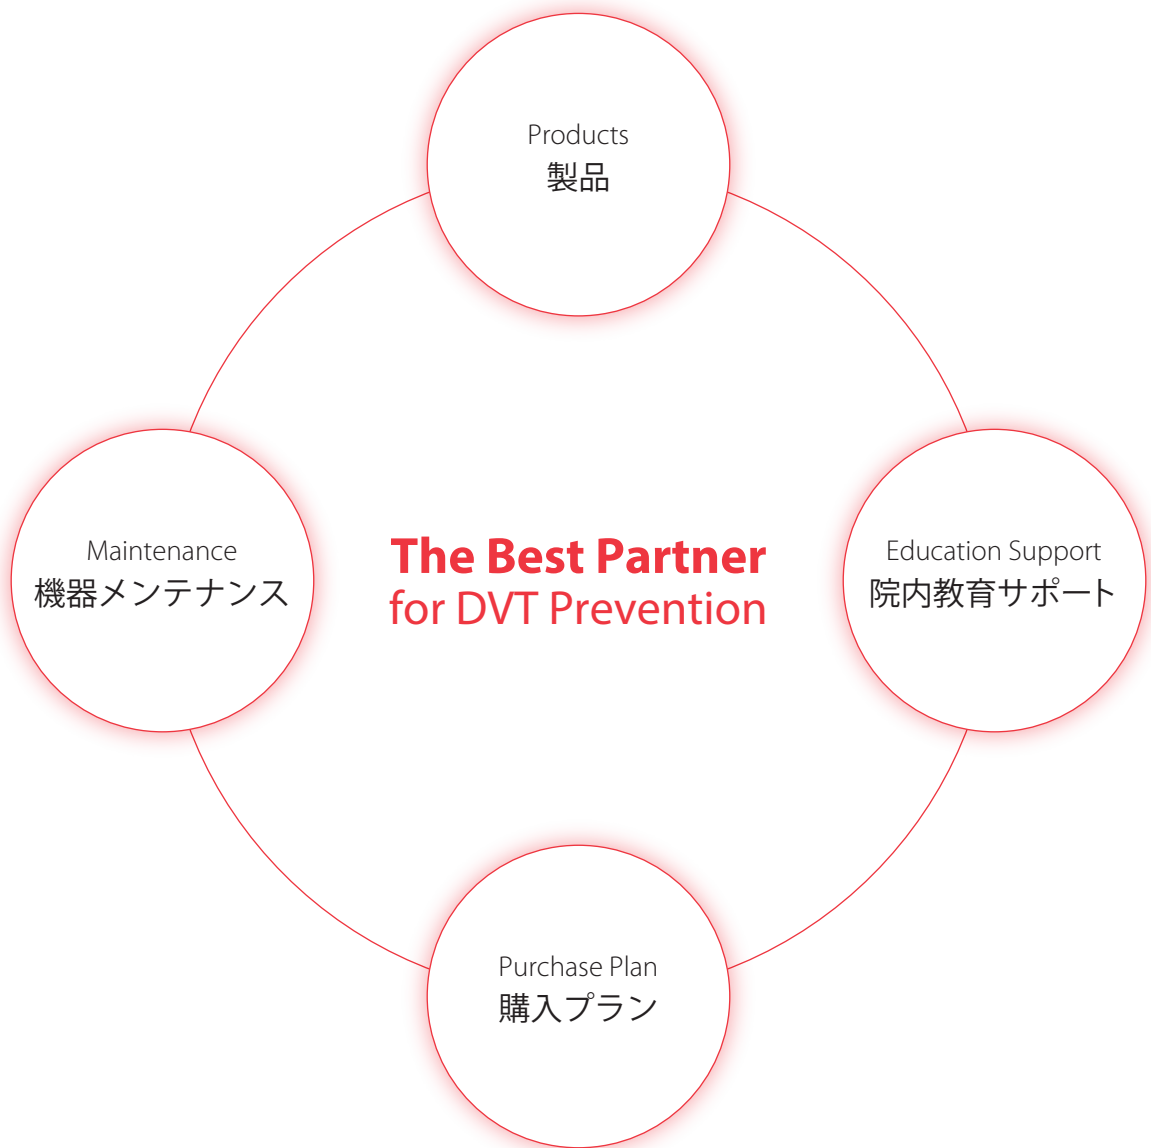 Products
製品
Maintenance
機器メンテナンス
The Best Partner
for DVT Prevention
Education Support
院内教育サポート
Purchase Plan
購入プラン